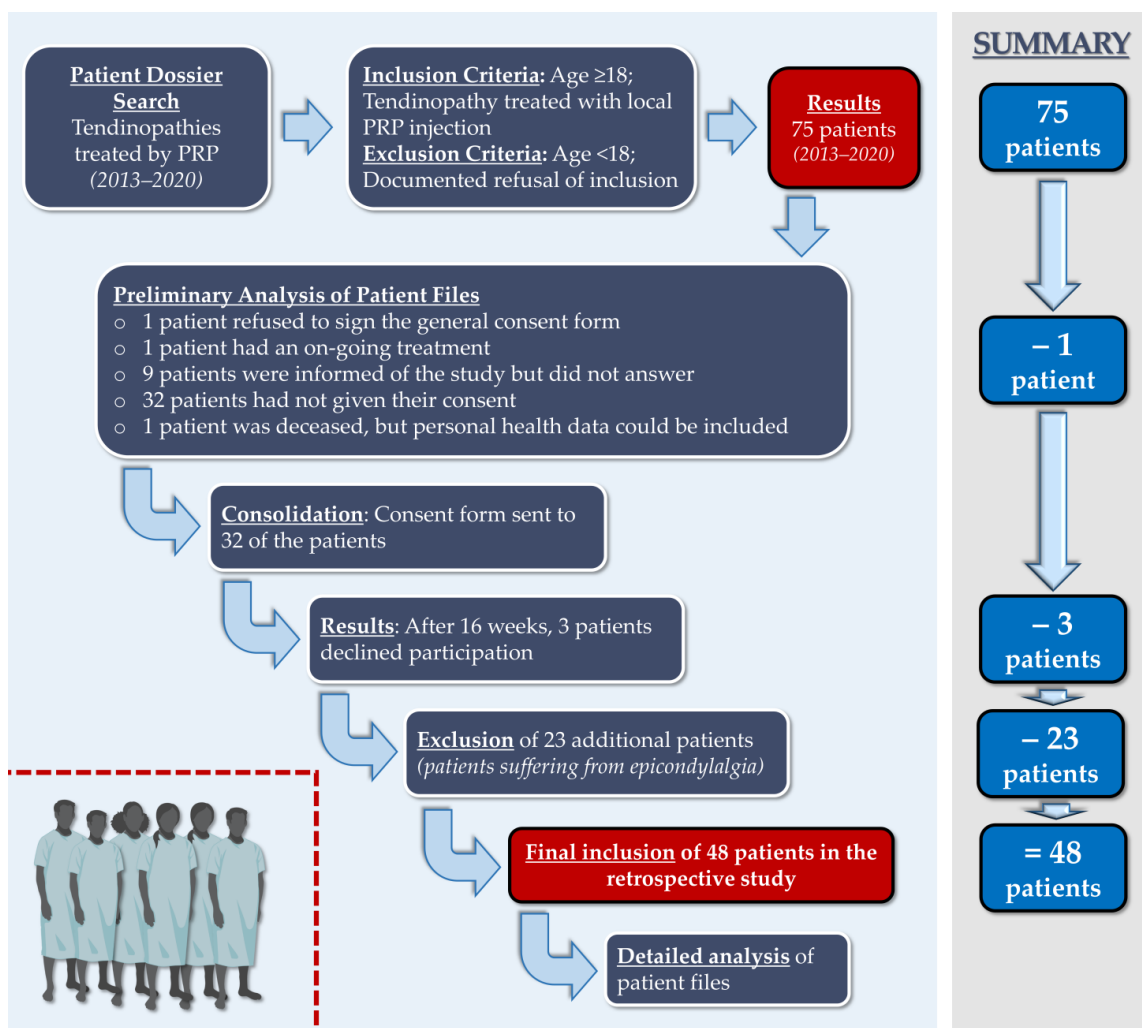 Patient Dossier
Search
Tendinopathies
treated by PRP
(2013–2020)
Inclusion Criteria: Age ≥18;
Tendinopathy treated with local
PRP injection
Exclusion Criteria: Age <18;
Documented refusal of inclusion
Results
75 patients
(2013–2020)
Preliminary Analysis of Patient Files
o 1 patient refused to sign the general consent form
o 1 patient had an on-going treatment
o 9 patients were informed of the study but did not answer
o 32 patients had not given their consent
o 1 patient was deceased, but personal health data could be included
Consolidation: Consent form sent to
32 of the patients
Results: After 16 weeks, 3 patients
declined participation
Exclusion of 23 additional patients
(patients suffering from epicondylalgia)
Final inclusion of 48 patients in the
retrospective study
Detailed analysis of
patient files
SUMMARY
75
patients
– 1
patient
– 3
patients
– 23
patients
= 48
patients